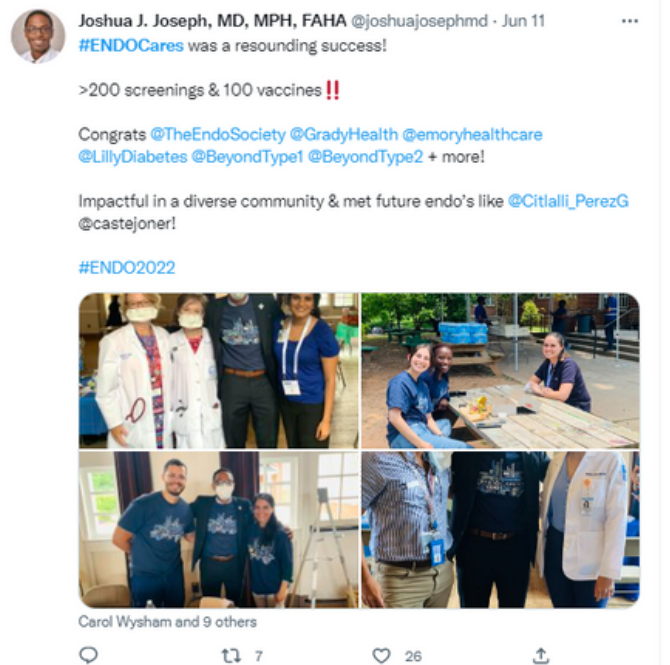 Joshua J. Joseph, MD, MPH, FAHA @joshuajosephmd · Jun 11
#ENDOCares was a resounding success!
>200 screenings & 100 vaccines‼
Congrats @TheEndoSociety @GradyHealth @emoryhealthcare
@LillyDiabetes @BeyondType1 @BeyondType2 + more!
Impactful in a diverse community & met future endo's like @Citlalli_PerezG
@castejoner!
#ENDO2022
Carol Wysham and 9 others
7
26